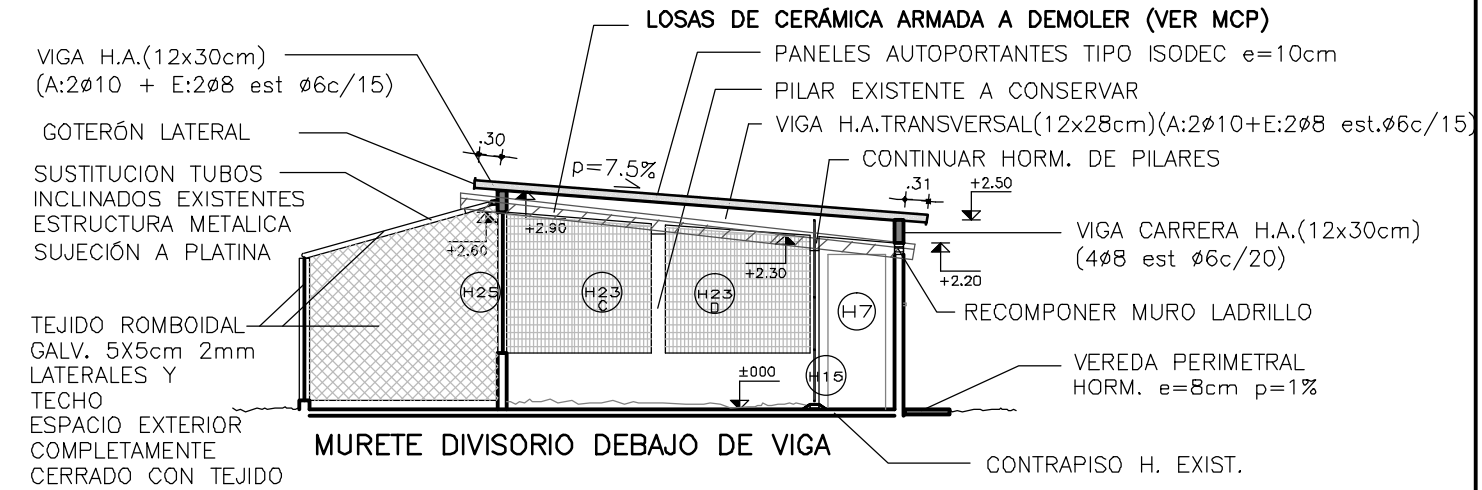 LOSAS DE CERÁMICA ARMADA A DEMOLER (VER MCP)
VIGA H.A.(12x30cm)
(A:2ø10 + E:2ø8 est ø6c/15)
GOTERÓN LATERAL
SUSTITUCION TUBOS
INCLINADOS EXISTENTES
ESTRUCTURA METALICA
SUJECIÓN A PLATINA
TEJIDO ROMBOIDAL
GALV. 5X5cm 2mm
LATERALES Y
TECHO
ESPACIO EXTERIOR
COMPLETAMENTE
CERRADO CON TEJIDO
PANELES AUTOPORTANTES TIPO ISODEC e=10cm
PILAR EXISTENTE A CONSERVAR
VIGA H.A.TRANSVERSAL(12x28cm)(A:2ø10+E:2ø8 est.ø6c/15)
CONTINUAR HORM. DE PILARES
.30
p=7.5%
.31
+2.50
+2.90
+2.60
+2.30
+2.20
VIGA CARRERA H.A.(12x30cm)
(4ø8 est ø6c/20)
RECOMPONER MURO LADRILLO
H25
H23
C
H23
D
H7
H15
±000
VEREDA PERIMETRAL
HORM. e=8cm p=1%
MURETE DIVISORIO DEBAJO DE VIGA
CONTRAPISO H. EXIST.